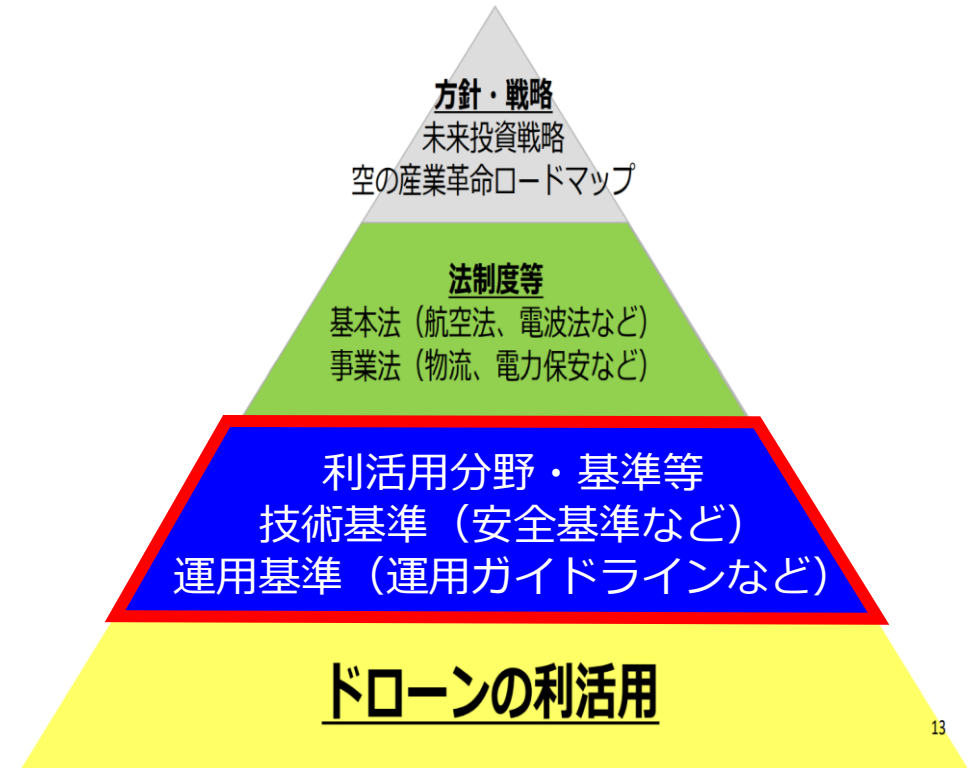 方針・戦略
未来投資戦略
空の産業革命ロードマップ
法制度等
基本法（航空法、電波法など）
事業法（物流、電力保安など）
利活用分野・基準等
技術基準（安全基準など）
運用基準（運用ガイドラインなど）
ドローンの利活用
13